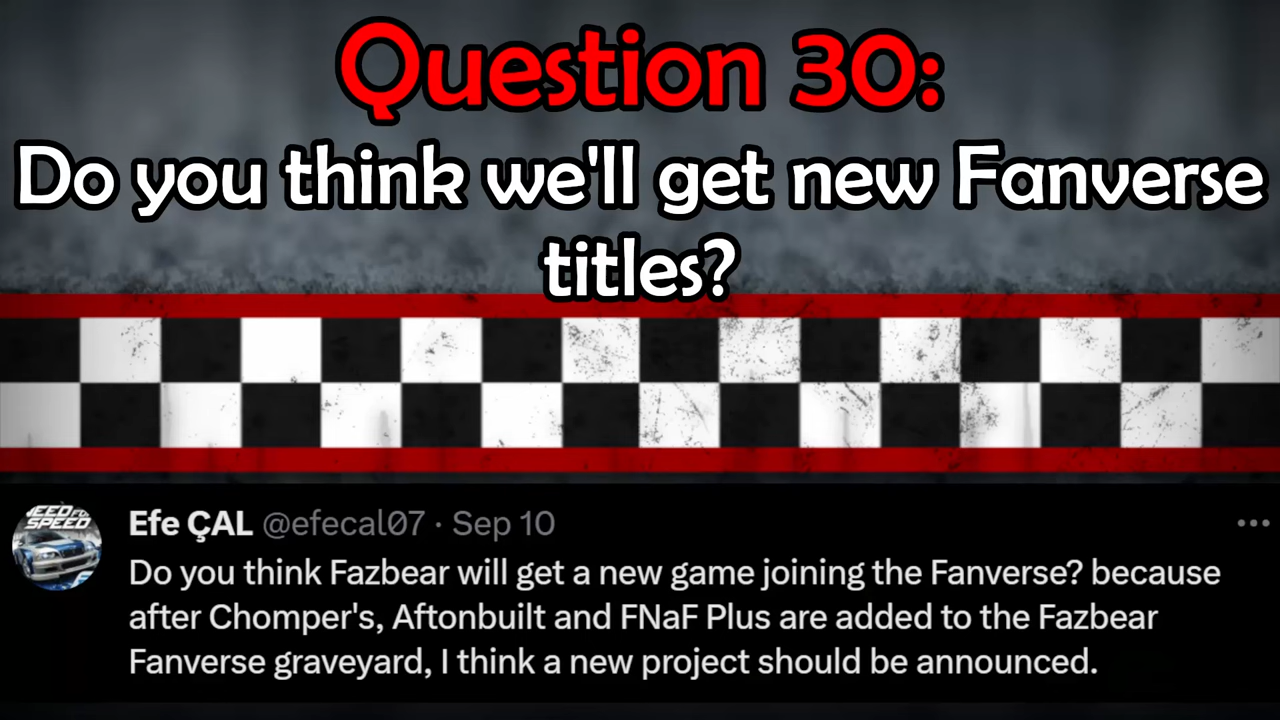 Question 30:
Do you think we'll get new Fanverse
titles?
Efe ÇAL @efecal07 · Sep 10
Do you think Fazbear will get a new game joining the Fanverse? because
after Chomper's, Aftonbuilt and FNaF Plus are added to the Fazbear
Fanverse graveyard, I think a new project should be announced.